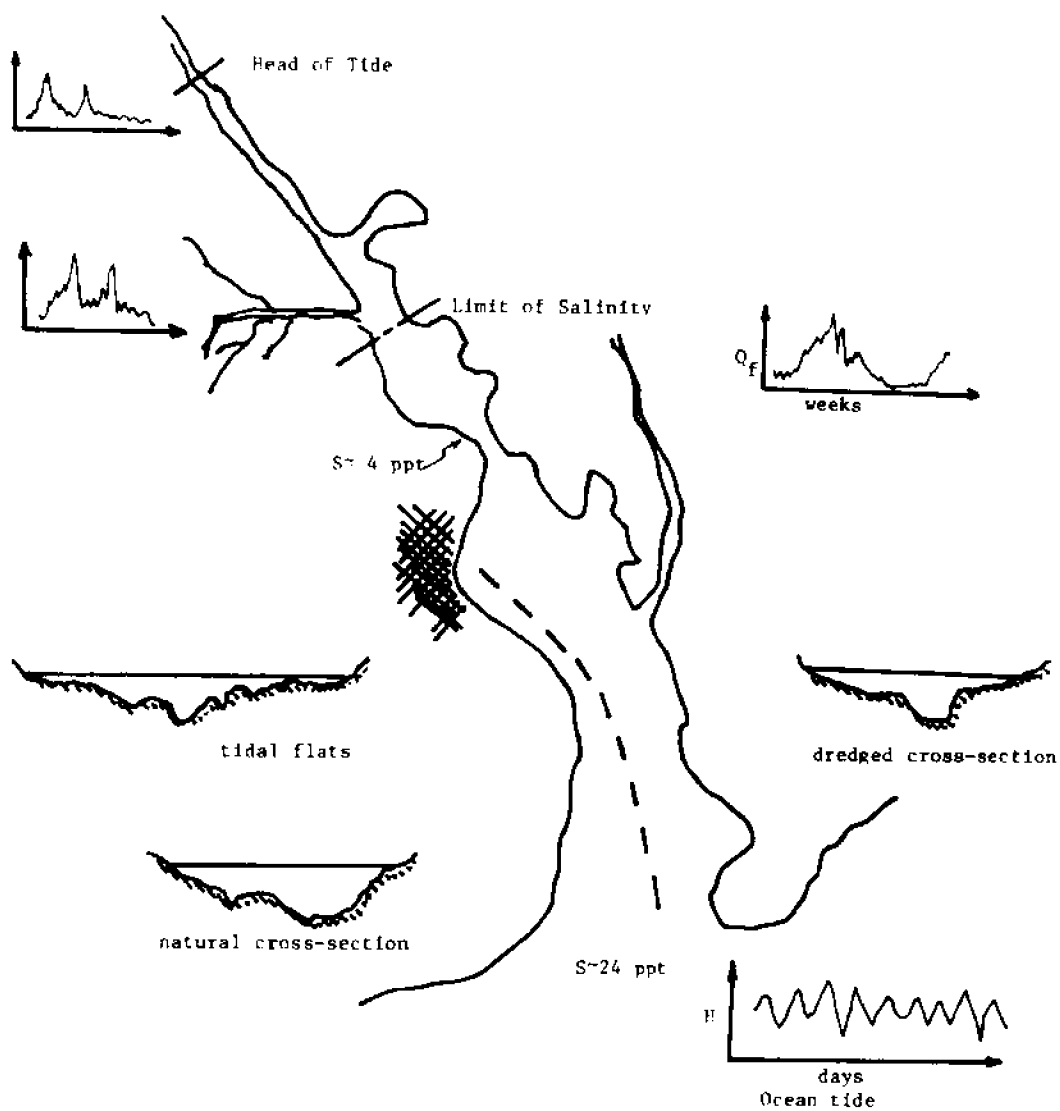 Head of Tide
Limit of Salinity
Q_f
weeks
S~ 4 ppt
tidal flats
dredged cross-section
natural cross-section
S~24 ppt
H
days
Ocean tide